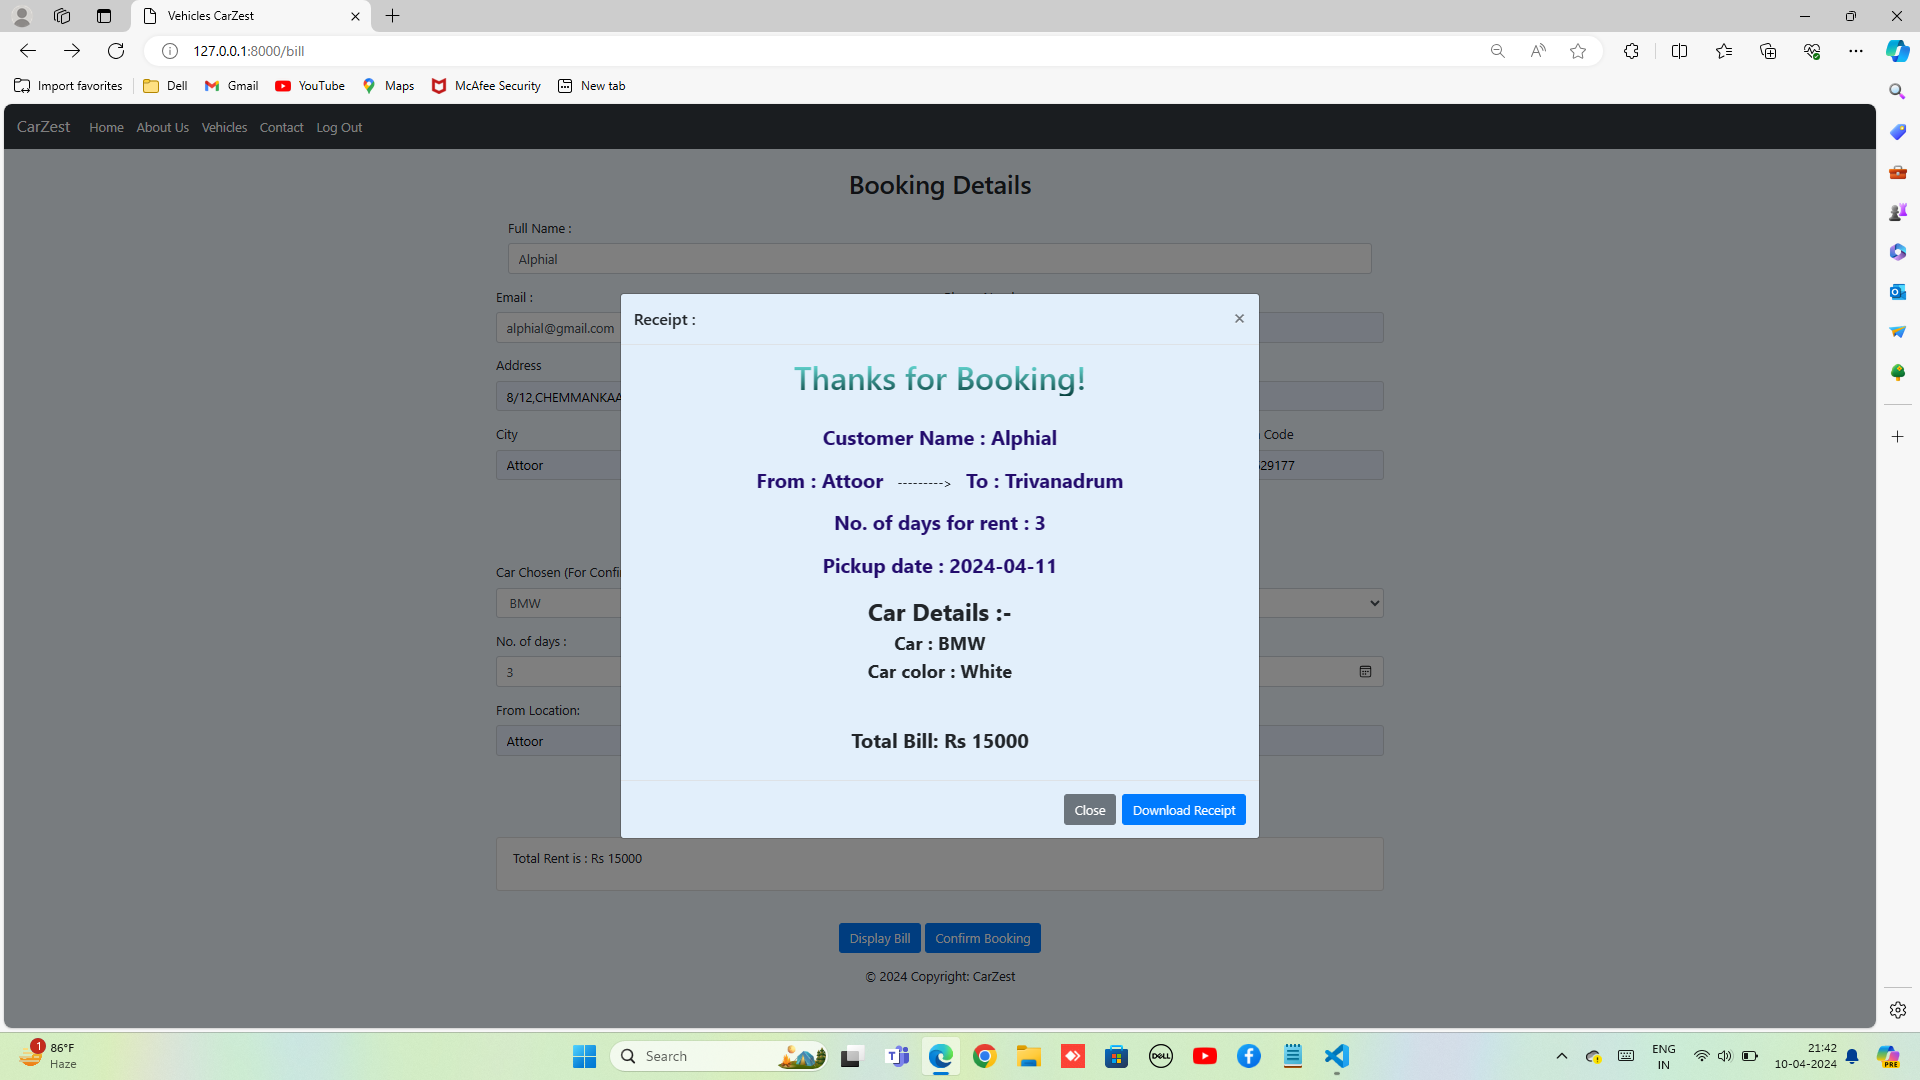 Vehicles CarZest
127.0.0.1:8000/bill
Import favorites Dell Gmail YouTube Maps McAfee Security New tab
CarZest Home About Us Vehicles Contact Log Out
Booking Details
Full Name :
Alphial
Email :
alphial@gmail.com
Address
8/12,CHEMMANKAA
City
Code
Attoor
29177
Car Chosen (For Confi
BMW
No. of days :
3
From Location:
Attoor
Receipt :
×
Thanks for Booking!
Customer Name : Alphial
From : Attoor ---------> To : Trivanadrum
No. of days for rent : 3
Pickup date : 2024-04-11
Car Details :-
Car : BMW
Car color : White
Total Bill: Rs 15000
Close Download Receipt
Total Rent is : Rs 15000
Display Bill Confirm Booking
© 2024 Copyright: CarZest
1
86°F
Haze
Search
DELL
PRE
ENG
IN
21:42
10-04-2024